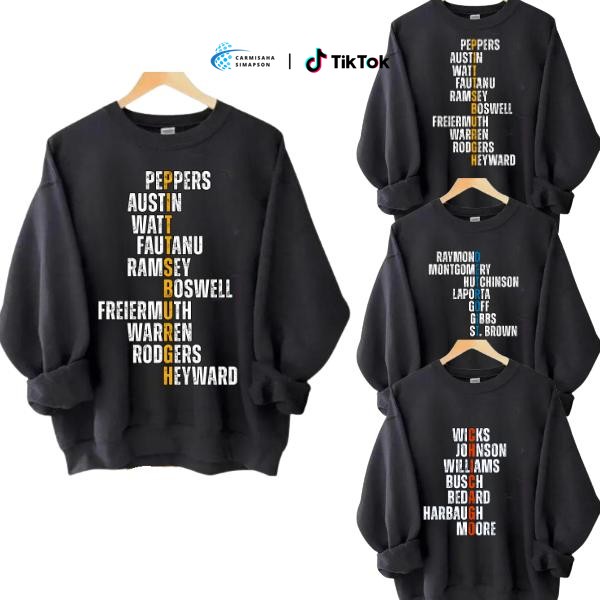 CARMISAHA
SIMAPSON
TikTok
PEPPERS
AUSTIN
WATT
FAUTANU
RAMSEY
BOSWELL
FREIERMUTH
WARREN
RODGERS
HEYWARD
PEPPERS
AUSTIN
WATT
FAUTANU
RAMSEY
BOSWELL
FREIERMUTH
WARREN
RODGERS
HEYWARD
RAYMOND
MONTGOMERY
HUTCHINSON
LAPORTA
GOFF
GIBBS
ST. BROWN
WICKS
JOHNSON
WILLIAMS
BUSCH
BEDARD
HARBAUGH
MOORE